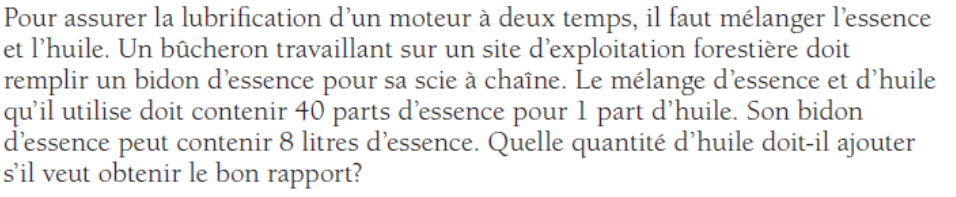 Pour assurer la lubrification d’un moteur à deux temps, il faut mélanger l’essence
et l’huile. Un bûcheron travaillant sur un site d’exploitation forestière doit
remplir un bidon d’essence pour sa scie à chaîne. Le mélange d’essence et d’huile
qu’il utilise doit contenir 40 parts d’essence pour 1 part d’huile. Son bidon
d’essence peut contenir 8 litres d’essence. Quelle quantité d’huile doit-il ajouter
s’il veut obtenir le bon rapport?